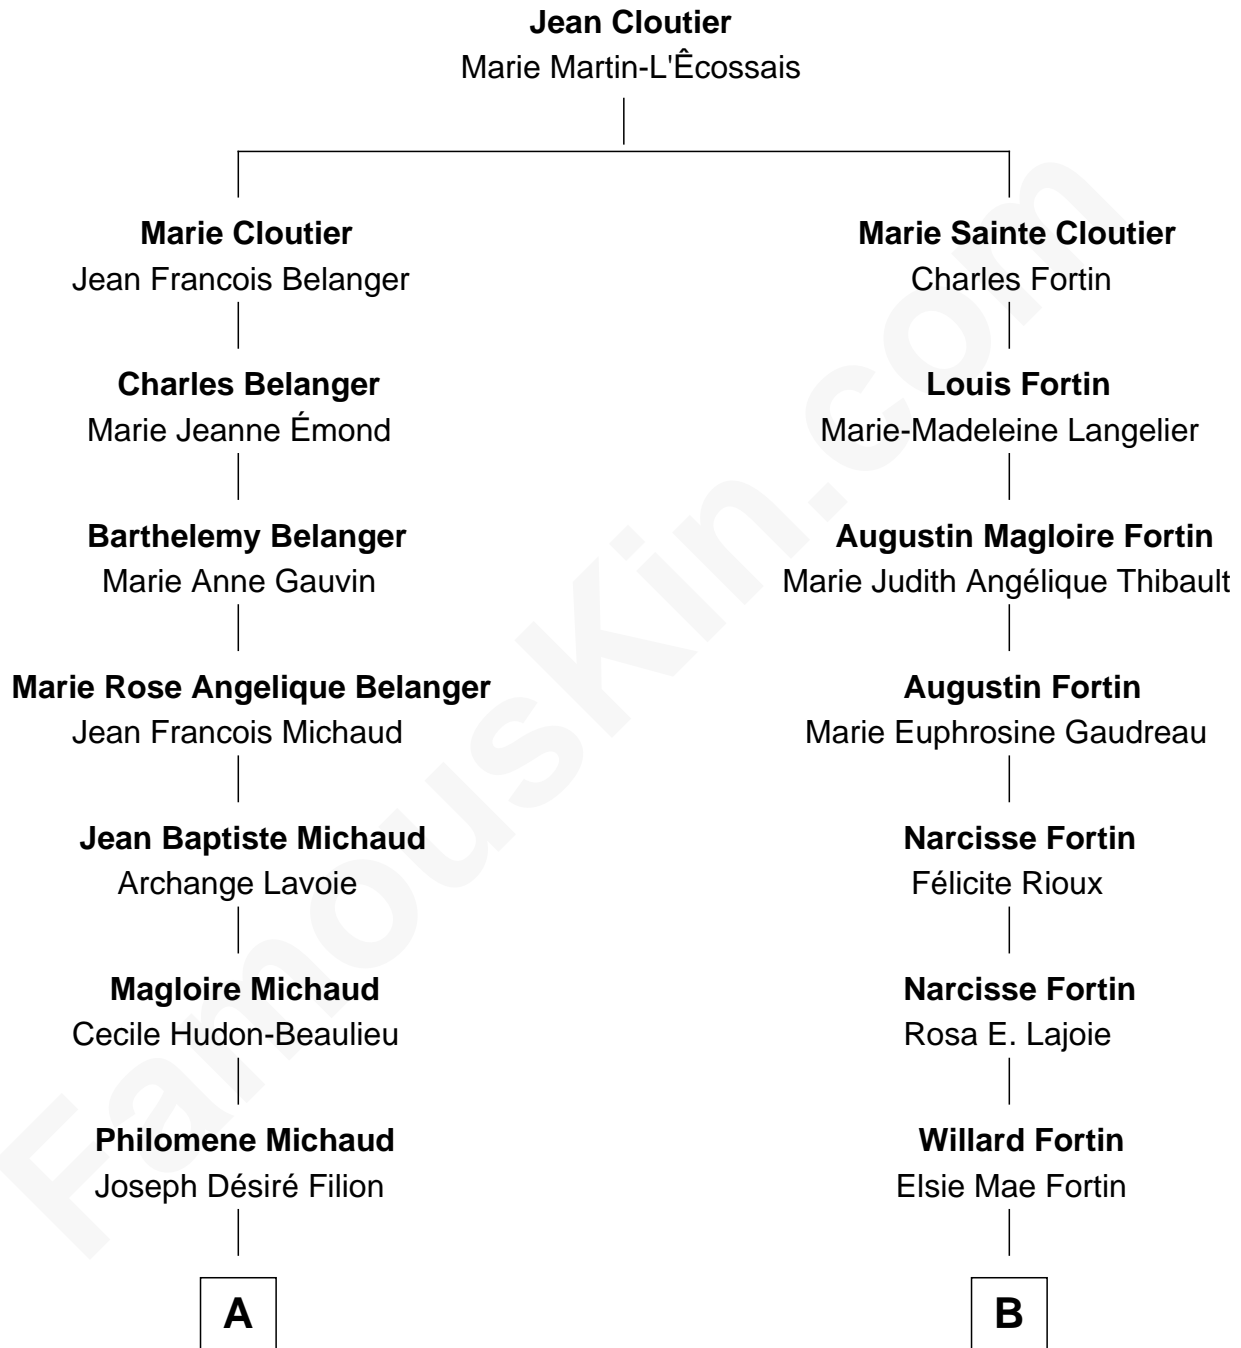 Jean Cloutier
Marie Martin-L'Êcossais
Marie Cloutier
Jean Francois Belanger
Charles Belanger
Marie Jeanne Émond
Barthelemy Belanger
Marie Anne Gauvin
Marie Rose Angelique Belanger
Jean Francois Michaud
Jean Baptiste Michaud
Archange Lavoie
Magloire Michaud
Cecile Hudon-Beaulieu
Philomene Michaud
Joseph Désiré Filion
A
Marie Sainte Cloutier
Charles Fortin
Louis Fortin
Marie-Madeleine Langelier
Augustin Magloire Fortin
Marie Judith Angélique Thibault
Augustin Fortin
Marie Euphrosine Gaudreau
Narcisse Fortin
Félicite Rioux
Narcisse Fortin
Rosa E. Lajoie
Willard Fortin
Elsie Mae Fortin
B
FamousKin.com